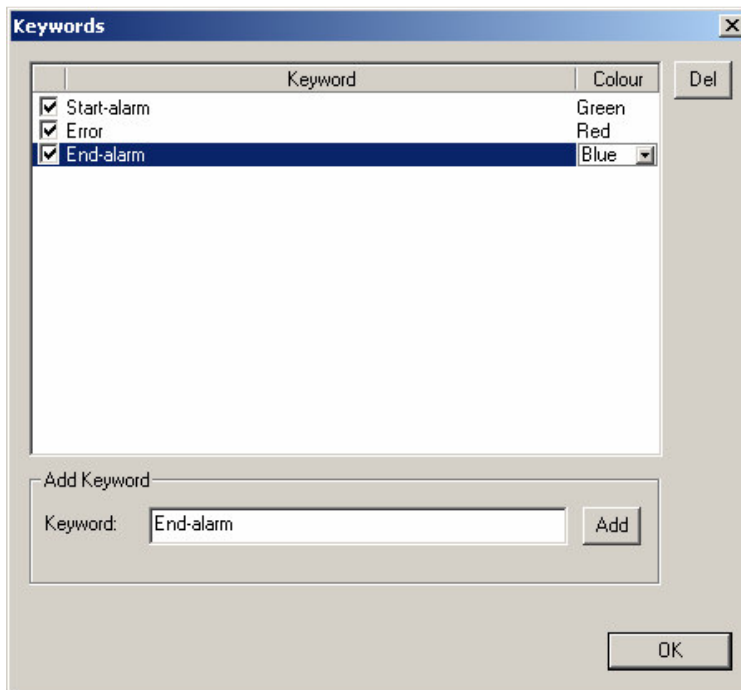 Keywords
Keyword Colour Del
Start-alarm Green
Error Red
End-alarm Blue
Add Keyword
Keyword: End-alarm Add
OK